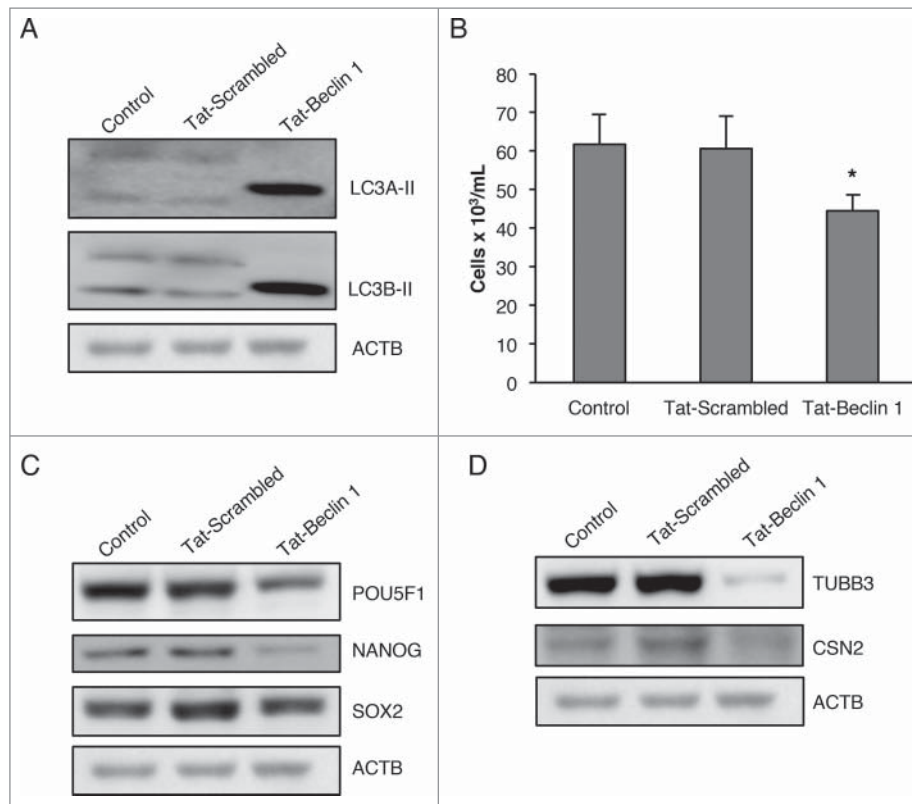 A
Control
Tat-Scrambled
Tat-Beclin 1
LC3A-II
LC3B-II
ACTB
B
80
70
60
50
40
30
20
10
0
Cells x 10³/mL
*
Control Tat-Scrambled Tat-Beclin 1
C
Control
Tat-Scrambled
Tat-Beclin 1
POU5F1
NANOG
SOX2
ACTB
D
Control
Tat-Scrambled
Tat-Beclin 1
TUBB3
CSN2
ACTB